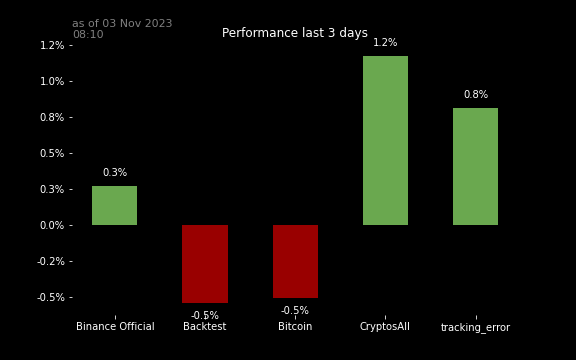 as of 03 Nov 2023
08:10
Performance last 3 days
1.2%
1.0%
0.8%
0.5%
0.3%
0.0%
-0.2%
-0.5%
0.3%
-0.5%
-0.5%
1.2%
0.8%
Binance Official
Backtest
Bitcoin
CryptosAll
tracking_error